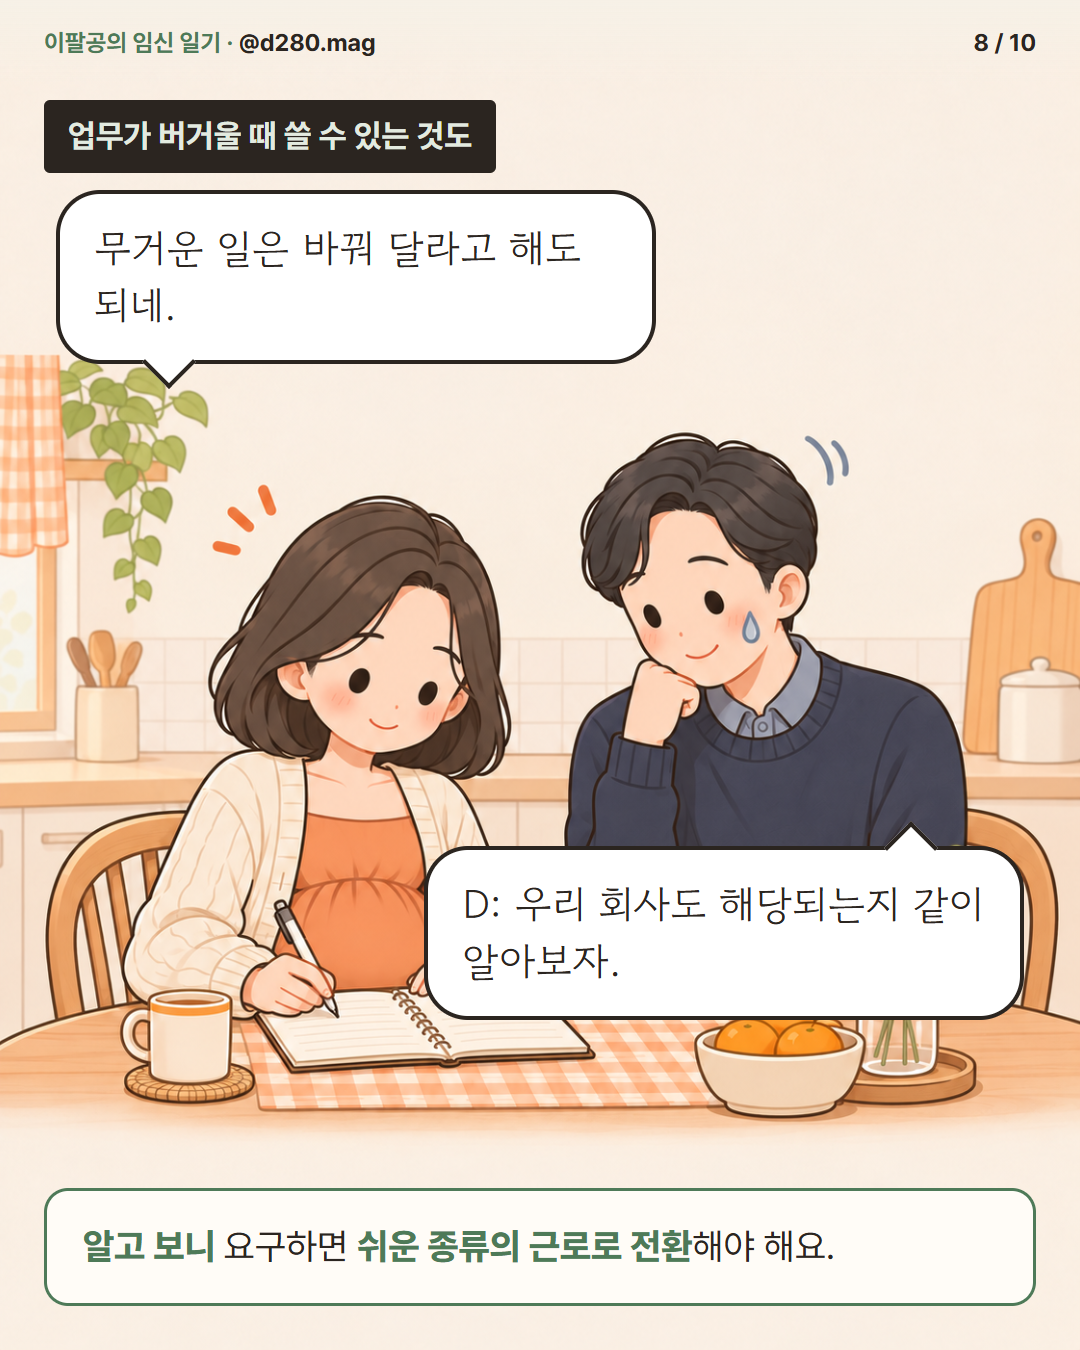 이팔공의 임신 일기 · @d280.mag
8 / 10
업무가 버거울 때 쓸 수 있는 것도
무거운 일은 바꿔 달라고 해도
되네.
D: 우리 회사도 해당되는지 같이
알아보자.
알고 보니 요구하면 쉬운 종류의 근로로 전환해야 해요.